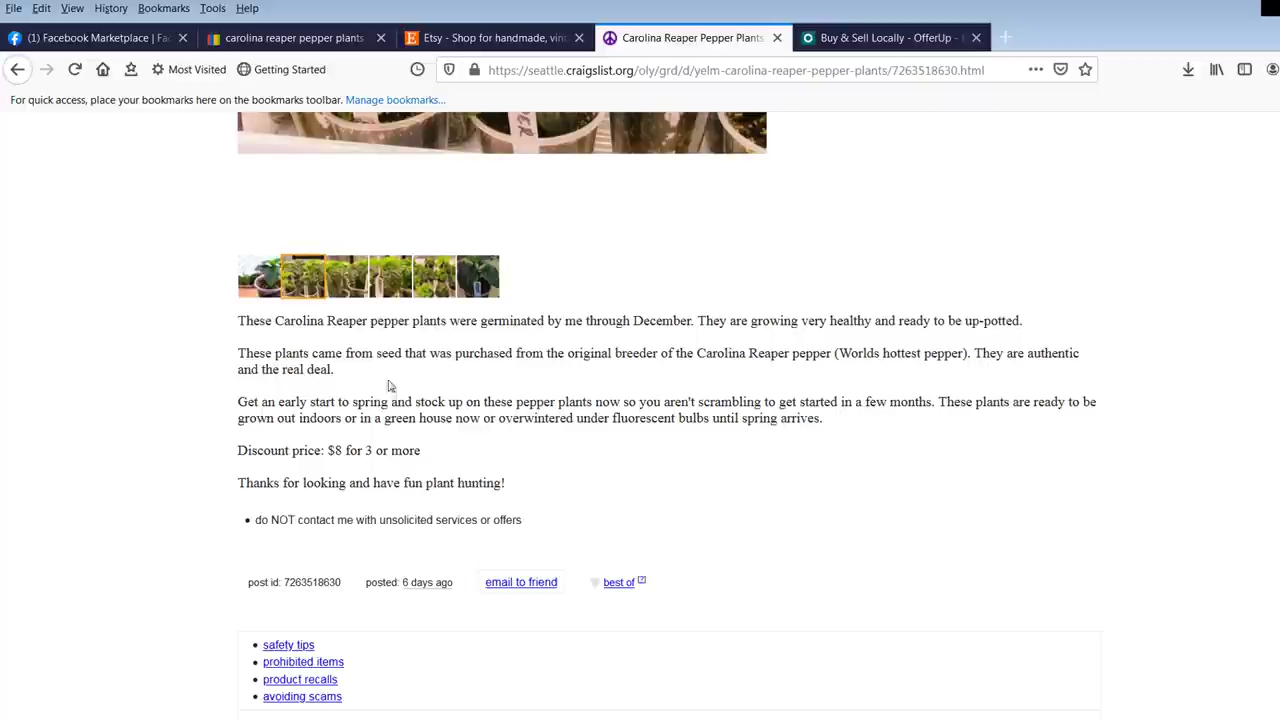 File Edit View History Bookmarks Tools Help
(1) Facebook Marketplace | Fac
carolina reaper pepper plants
Etsy - Shop for handmade, vint
Carolina Reaper Pepper Plants
Buy & Sell Locally - OfferUp -
Most Visited Getting Started
https://seattle.craigslist.org/oly/grd/d/yelm-carolina-reaper-pepper-plants/7263518630.html
For quick access, place your bookmarks here on the bookmarks toolbar. Manage bookmarks...
These Carolina Reaper pepper plants were germinated by me through December. They are growing very healthy and ready to be up-potted.
These plants came from seed that was purchased from the original breeder of the Carolina Reaper pepper (Worlds hottest pepper). They are authentic
and the real deal.
Get an early start to spring and stock up on these pepper plants now so you aren't scrambling to get started in a few months. These plants are ready to be
grown out indoors or in a green house now or overwintered under fluorescent bulbs until spring arrives.
Discount price: $8 for 3 or more
Thanks for looking and have fun plant hunting!
• do NOT contact me with unsolicited services or offers
post id: 7263518630 posted: 6 days ago email to friend best of [?]
• safety tips
• prohibited items
• product recalls
• avoiding scams